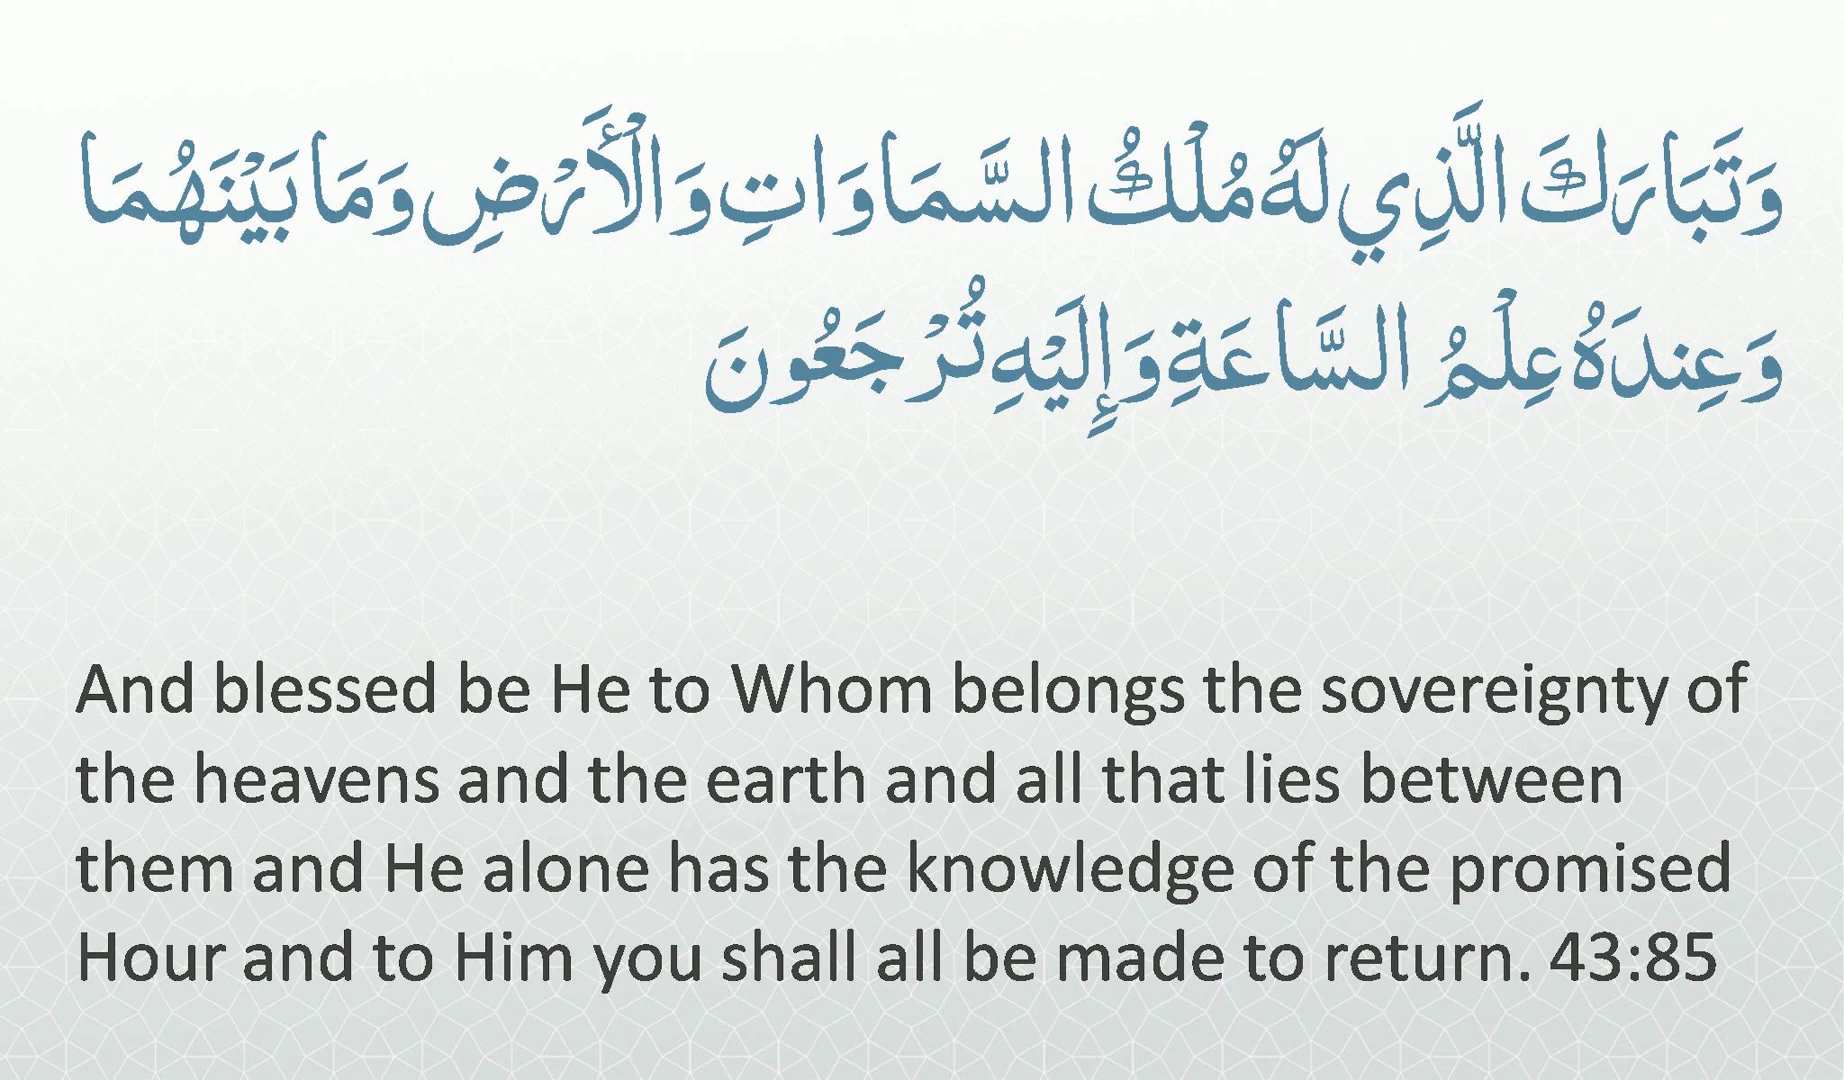 وَتَبَارَكَ الَّذِي لَهُ مُلْكُ السَّمَاوَاتِ وَالْأَرْضِ وَمَا بَيْنَهُمَا
وَعِندَهُ عِلْمُ السَّاعَةِ وَإِلَيْهِ تُرْجَعُونَ
And blessed be He to Whom belongs the sovereignty of
the heavens and the earth and all that lies between
them and He alone has the knowledge of the promised
Hour and to Him you shall all be made to return. 43:85